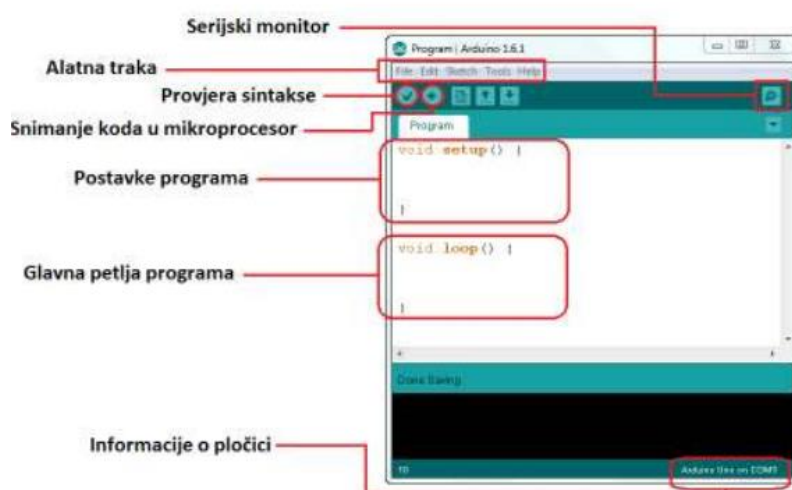 Serijski monitor
Program | Arduino 1.6.1
Alatna traka
File Edit Sketch Tools Help
Provjera sintakse
Snimanje koda u mikroprocesor
Program
void setup() {
Postavke programa
}
void loop() {
Glavna petlja programa
}
Done Saving
Informacije o pločici
10
Arduino Uno on COM3